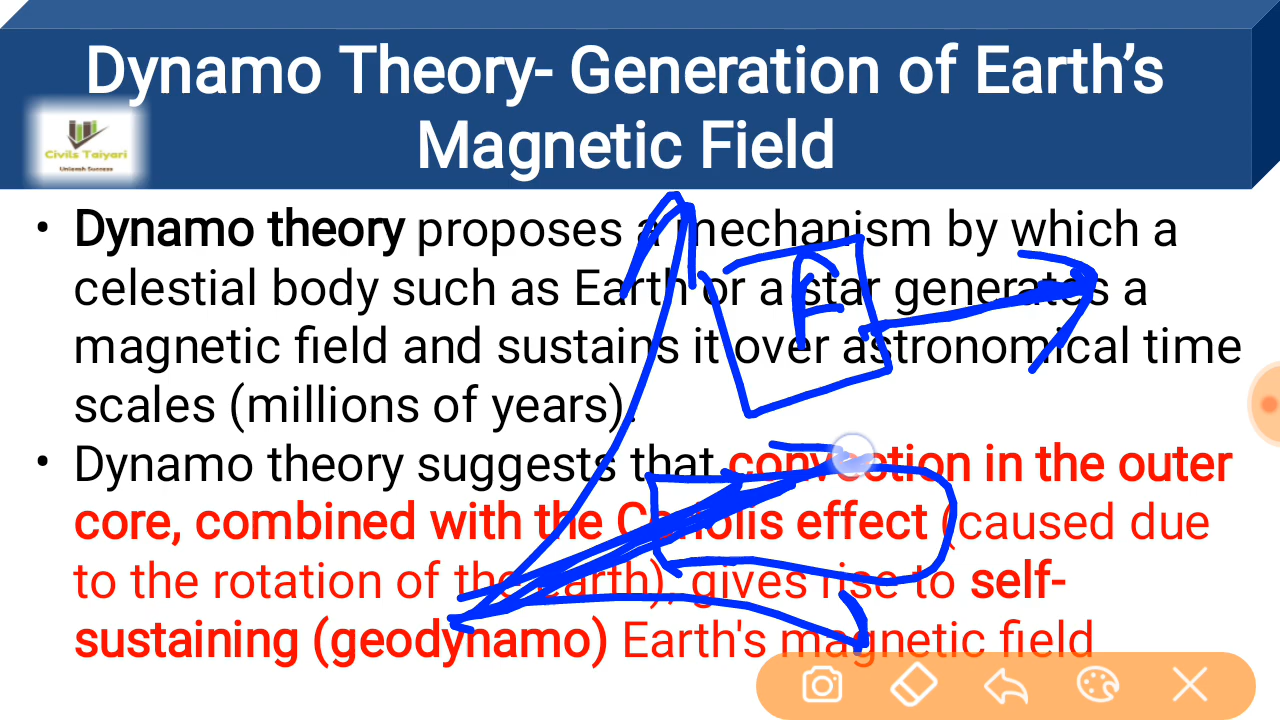 Dynamo Theory- Generation of Earth’s
Magnetic Field
Civils Taiyari
Unleash Success
• Dynamo theory proposes a mechanism by which a
celestial body such as Earth or a star generates a
magnetic field and sustains it over astronomical time
scales (millions of years).
F
• Dynamo theory suggests that convection in the outer
core, combined with the Coriolis effect (caused due
to the rotation of the earth), gives rise to self-
sustaining (geodynamo) Earth's magnetic field